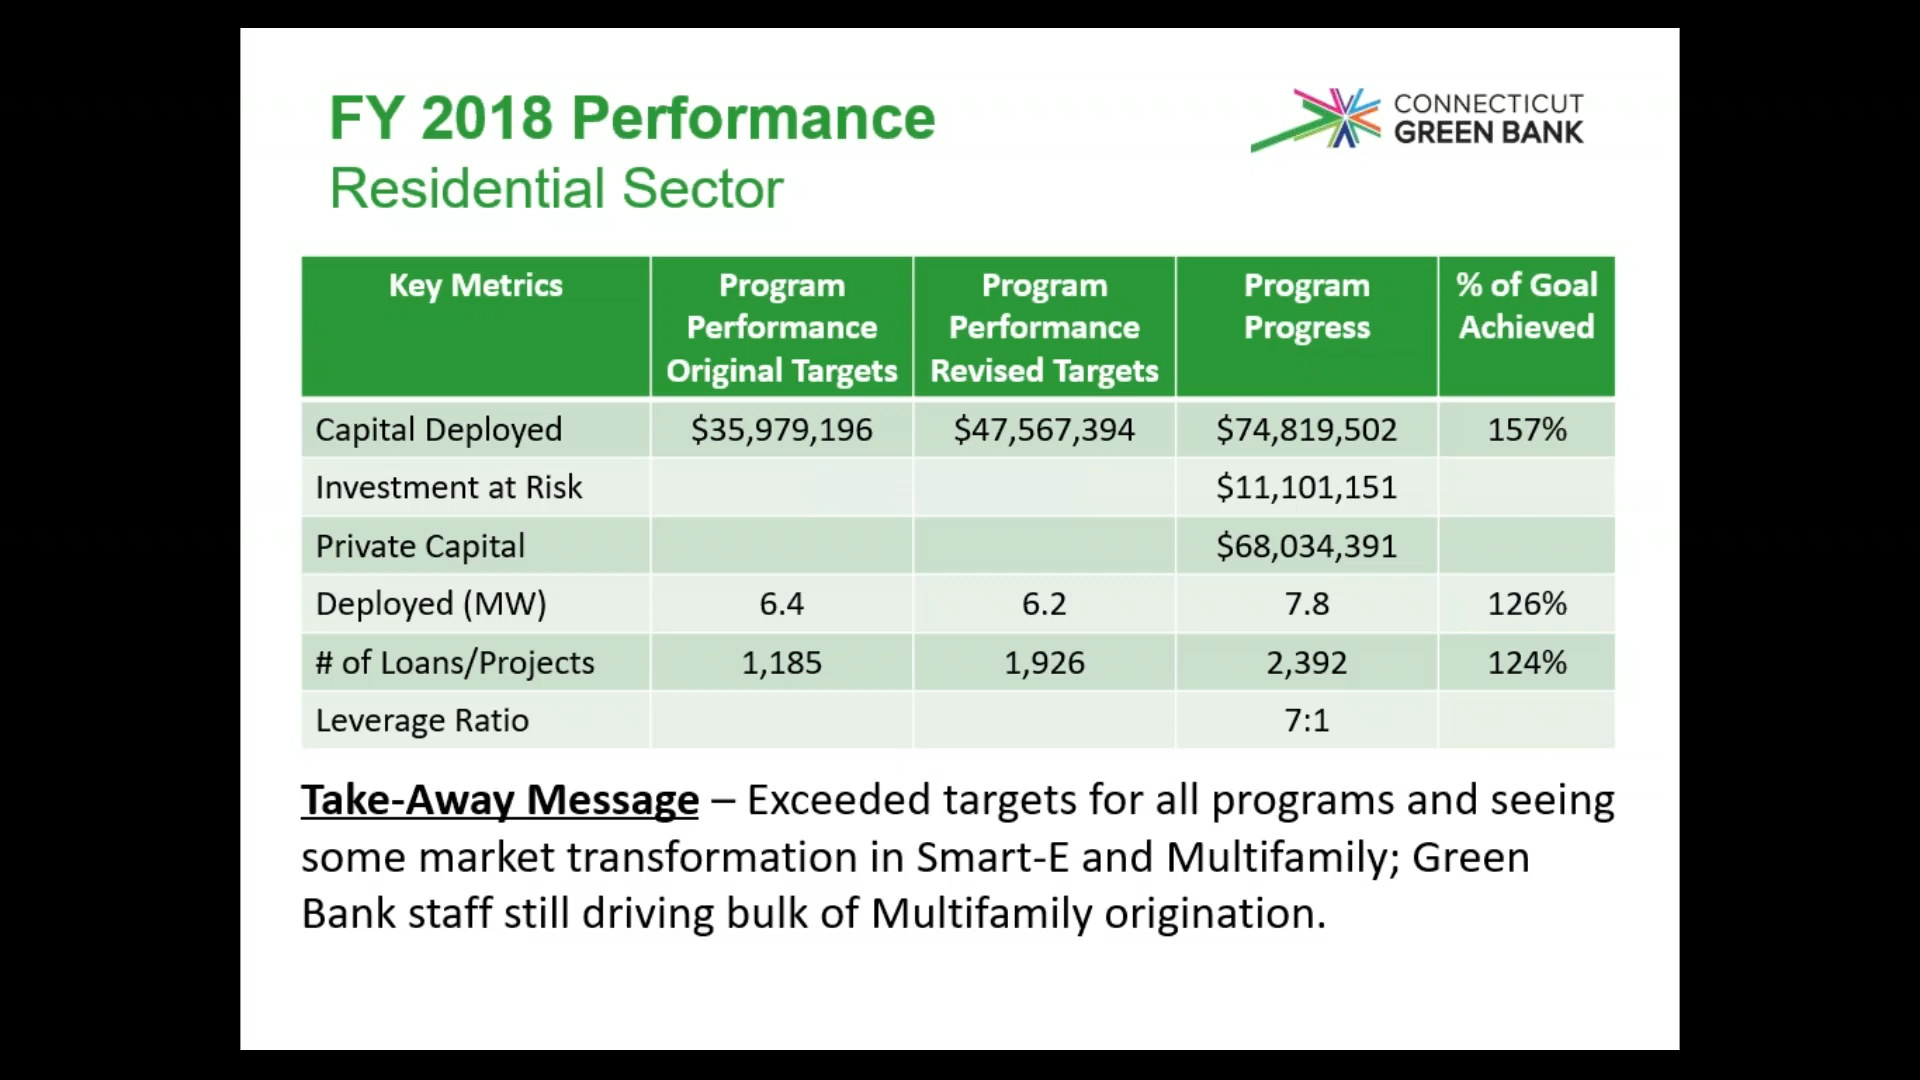 FY 2018 Performance
Residential Sector
CONNECTICUT
GREEN BANK
Key Metrics
Program
Performance
Original Targets
Program
Performance
Revised Targets
Program
Progress
% of Goal
Achieved
Capital Deployed $35,979,196 $47,567,394 $74,819,502 157%
Investment at Risk $11,101,151
Private Capital $68,034,391
Deployed (MW) 6.4 6.2 7.8 126%
# of Loans/Projects 1,185 1,926 2,392 124%
Leverage Ratio 7:1
Take-Away Message – Exceeded targets for all programs and seeing
some market transformation in Smart-E and Multifamily; Green
Bank staff still driving bulk of Multifamily origination.